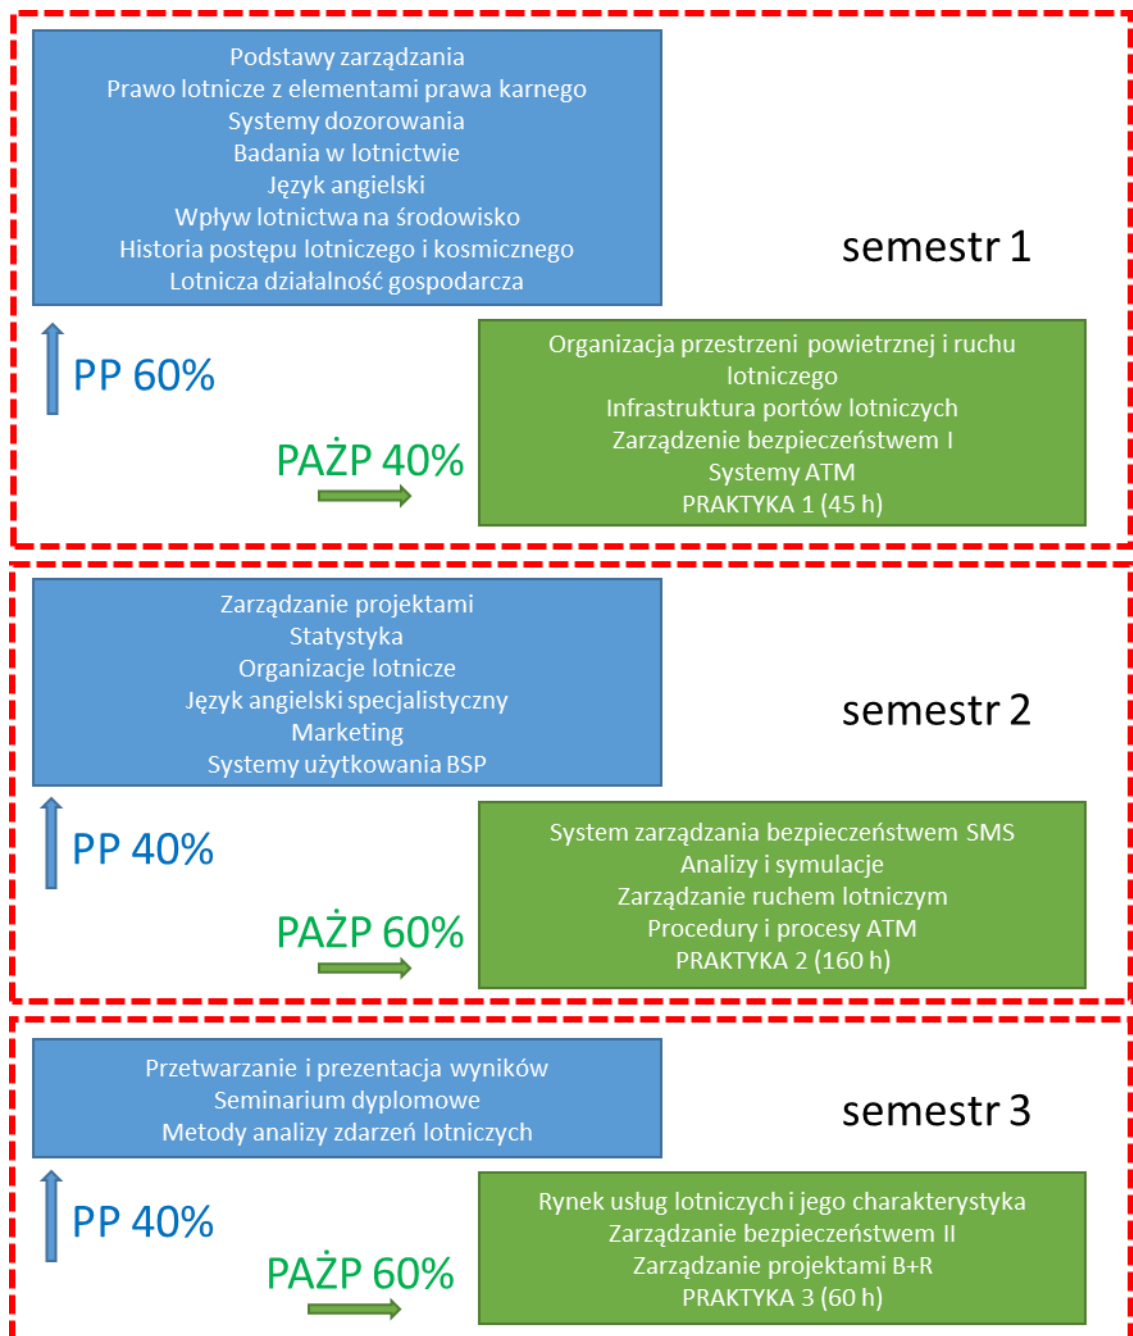 Podstawy zarządzania
Prawo lotnicze z elementami prawa karnego
Systemy dozorowania
Badania w lotnictwie
Język angielski
Wpływ lotnictwa na środowisko
Historia postępu lotniczego i kosmicznego
Lotnicza działalność gospodarcza
semestr 1
PP 60%
Organizacja przestrzeni powietrznej i ruchu
lotniczego
Infrastruktura portów lotniczych
Zarządzenie bezpieczeństwem I
Systemy ATM
PRAKTYKA 1 (45 h)
PAŻP 40%
Zarządzanie projektami
Statystyka
Organizacje lotnicze
Język angielski specjalistyczny
Marketing
Systemy użytkowania BSP
semestr 2
PP 40%
System zarządzania bezpieczeństwem SMS
Analizy i symulacje
Zarządzanie ruchem lotniczym
Procedury i procesy ATM
PRAKTYKA 2 (160 h)
PAŻP 60%
Przetwarzanie i prezentacja wyników
Seminarium dyplomowe
Metody analizy zdarzeń lotniczych
semestr 3
PP 40%
Rynek usług lotniczych i jego charakterystyka
Zarządzanie bezpieczeństwem II
Zarządzanie projektami B+R
PRAKTYKA 3 (60 h)
PAŻP 60%